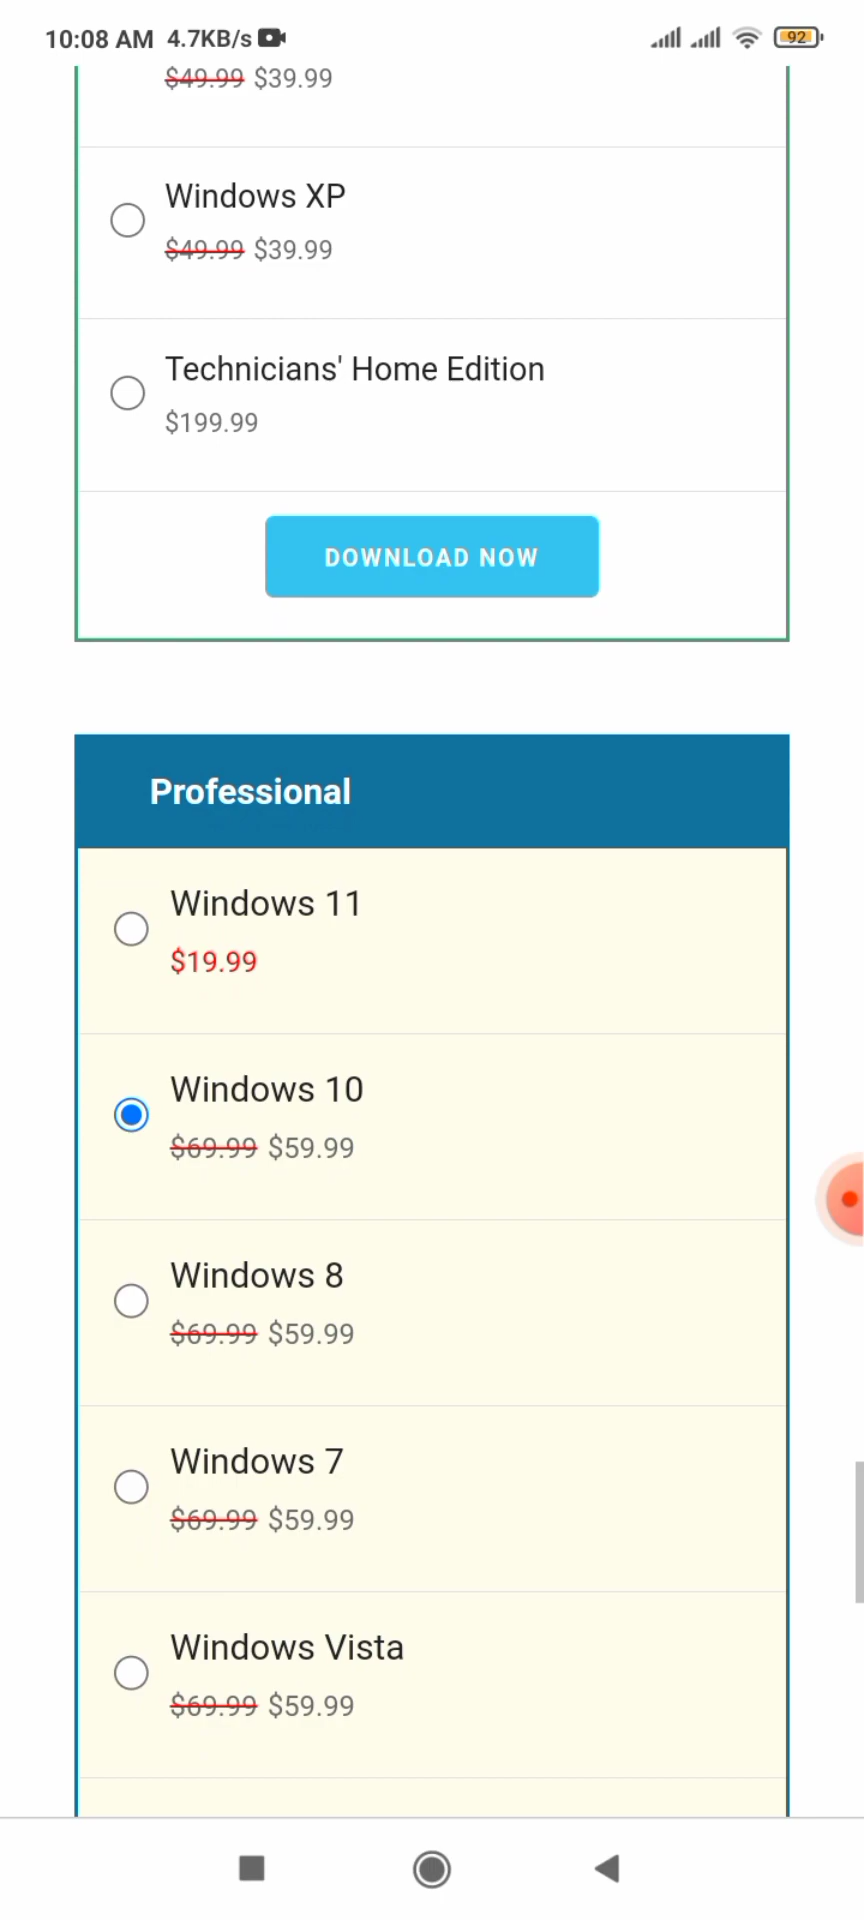 10:08 AM 4.7KB/s 92
$49.99 $39.99
Windows XP
$49.99 $39.99
Technicians' Home Edition
$199.99
DOWNLOAD NOW
Professional
Windows 11
$19.99
Windows 10
$69.99 $59.99
Windows 8
$69.99 $59.99
Windows 7
$69.99 $59.99
Windows Vista
$69.99 $59.99